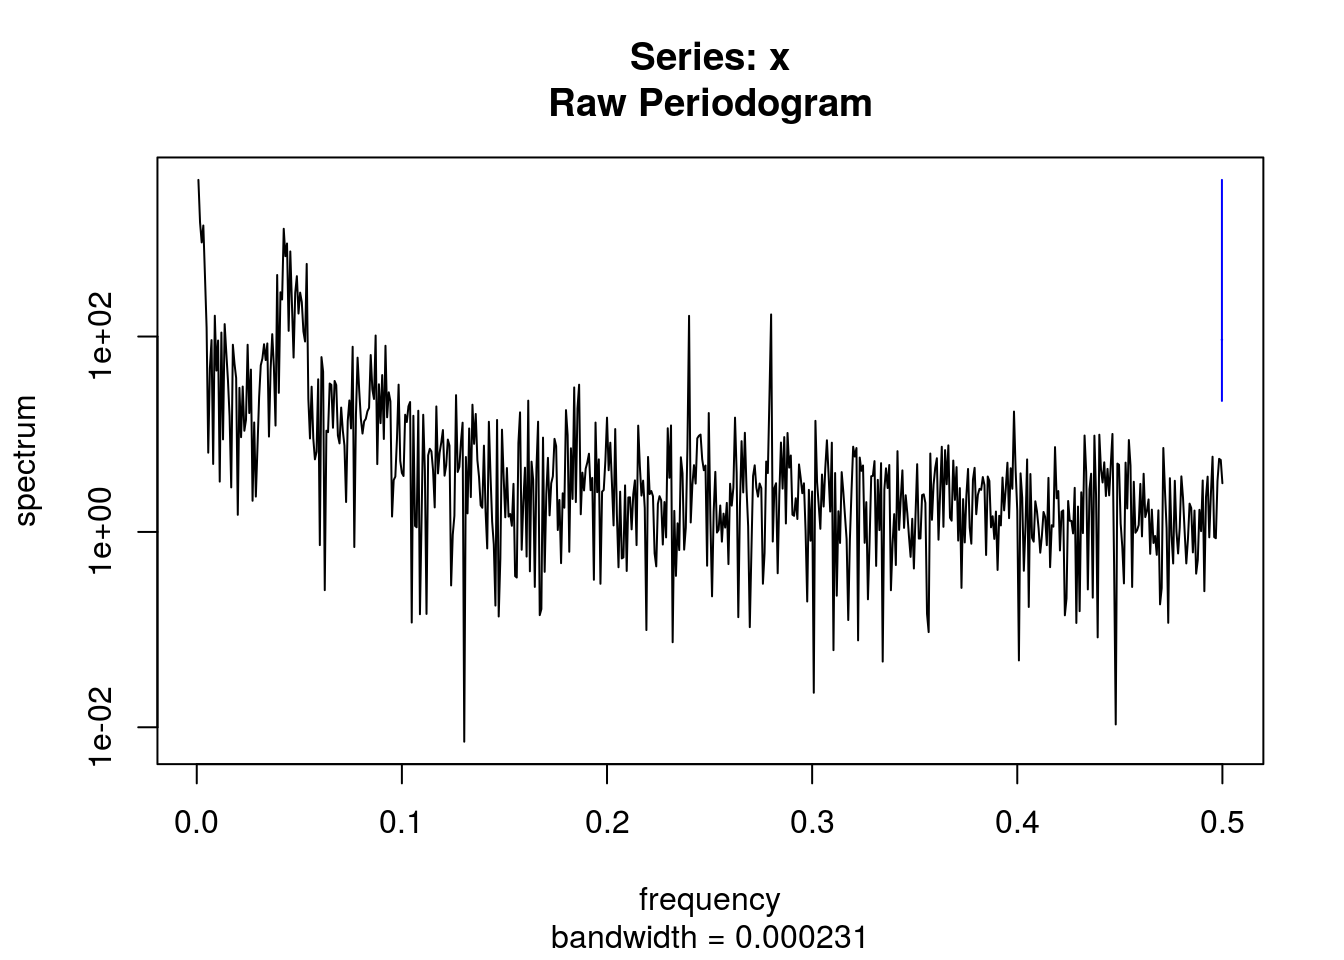 Series: x
Raw Periodogram
spectrum
1e+02
1e+00
1e-02
0.0 0.1 0.2 0.3 0.4 0.5
frequency
bandwidth = 0.000231